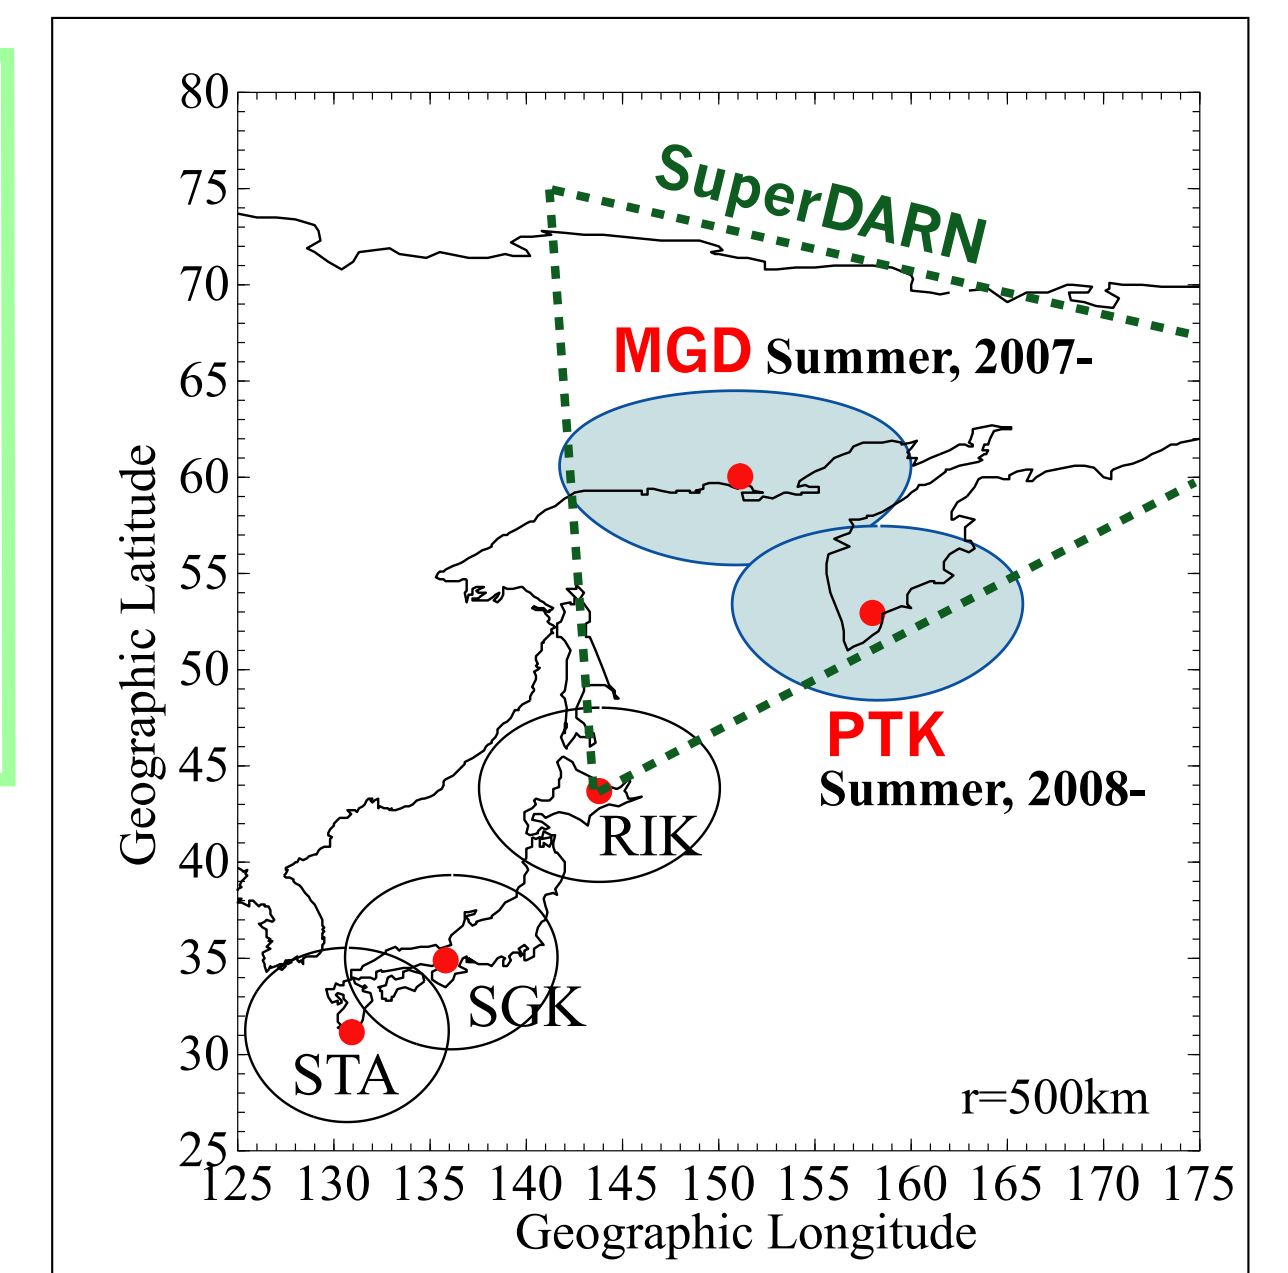 80
75
SuperDARN
70
MGD Summer, 2007-
65
60
55
50
PTK
45
Summer, 2008-
RIK
40
35
SGK
30
STA
r=500km
25
125 130 135 140 145 150 155 160 165 170 175
Geographic Longitude
Geographic Latitude